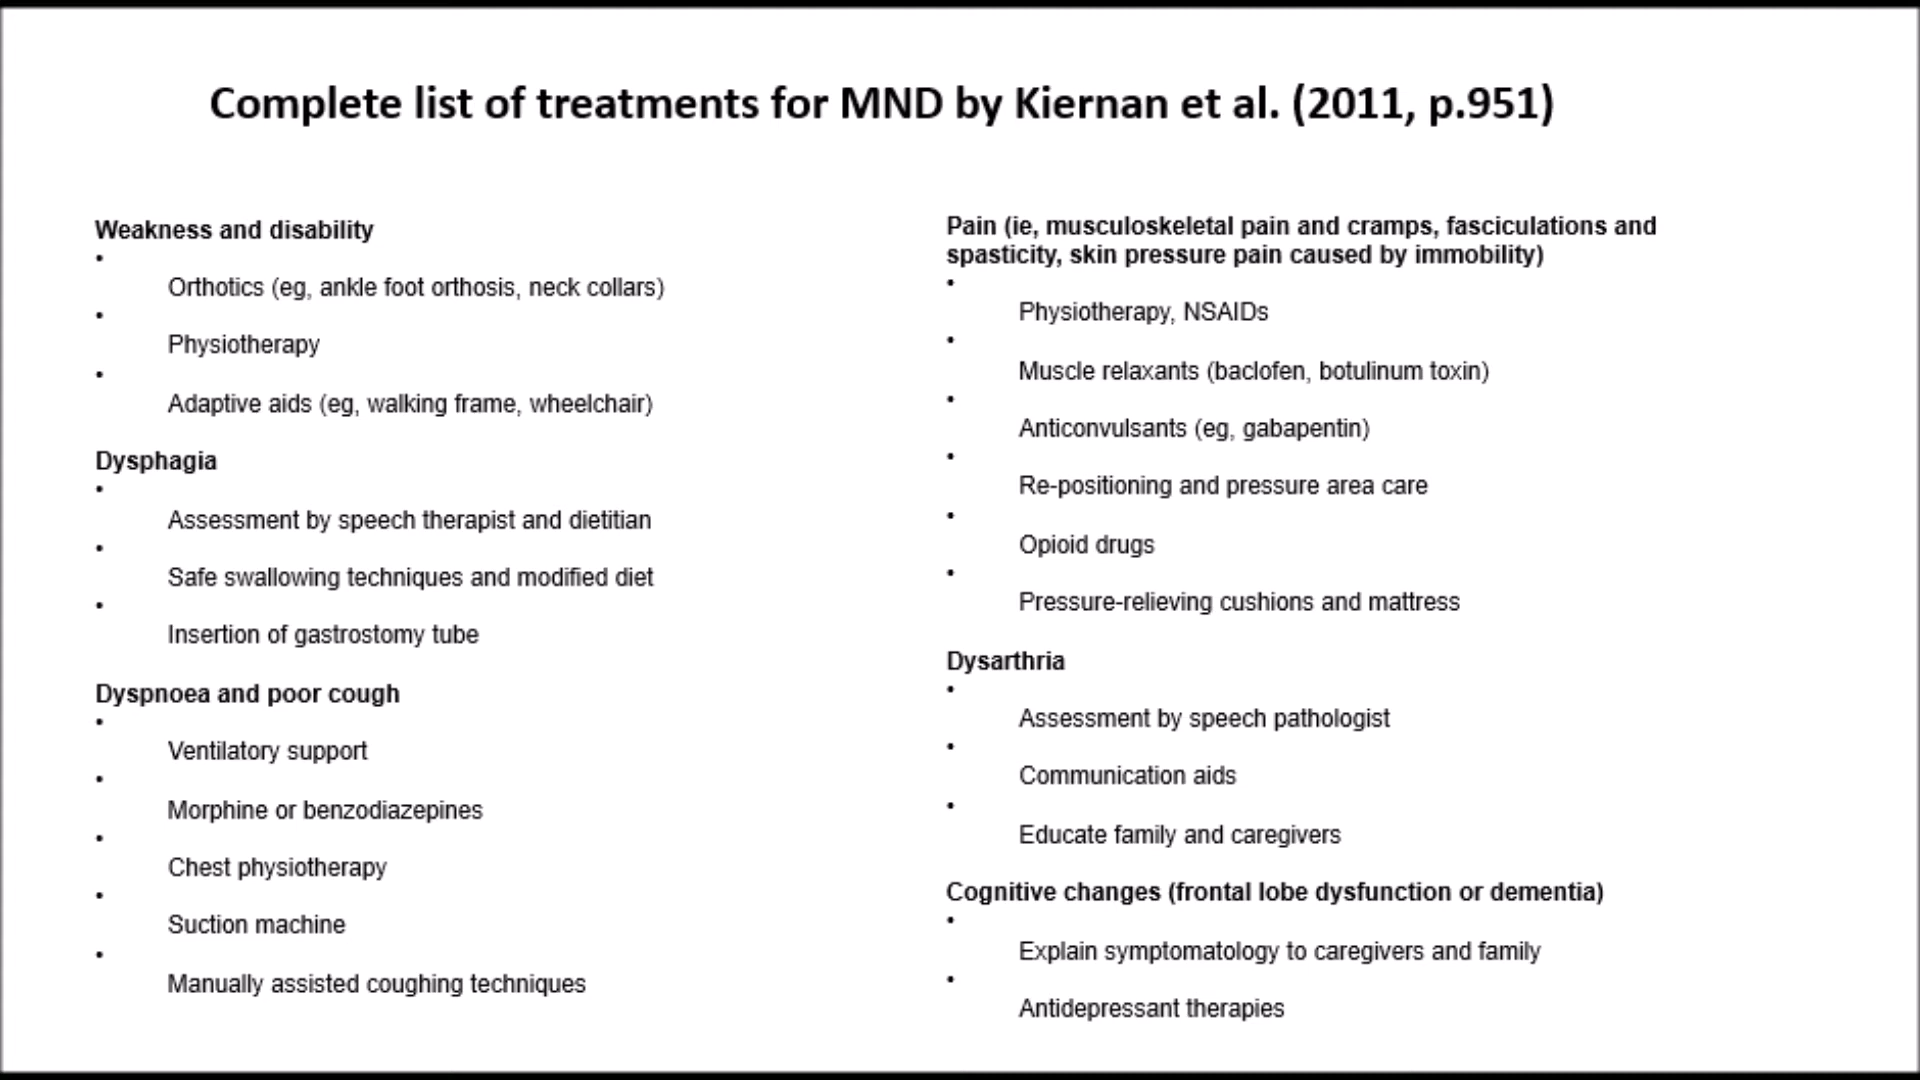 Complete list of treatments for MND by Kiernan et al. (2011, p.951)
Weakness and disability
•
Orthotics (eg, ankle foot orthosis, neck collars)
•
Physiotherapy
•
Adaptive aids (eg, walking frame, wheelchair)
Dysphagia
•
Assessment by speech therapist and dietitian
•
Safe swallowing techniques and modified diet
•
Insertion of gastrostomy tube
Dyspnoea and poor cough
•
Ventilatory support
•
Morphine or benzodiazepines
•
Chest physiotherapy
•
Suction machine
•
Manually assisted coughing techniques
Pain (ie, musculoskeletal pain and cramps, fasciculations and
spasticity, skin pressure pain caused by immobility)
•
Physiotherapy, NSAIDs
•
Muscle relaxants (baclofen, botulinum toxin)
•
Anticonvulsants (eg, gabapentin)
•
Re-positioning and pressure area care
•
Opioid drugs
•
Pressure-relieving cushions and mattress
Dysarthria
•
Assessment by speech pathologist
•
Communication aids
•
Educate family and caregivers
Cognitive changes (frontal lobe dysfunction or dementia)
•
Explain symptomatology to caregivers and family
•
Antidepressant therapies